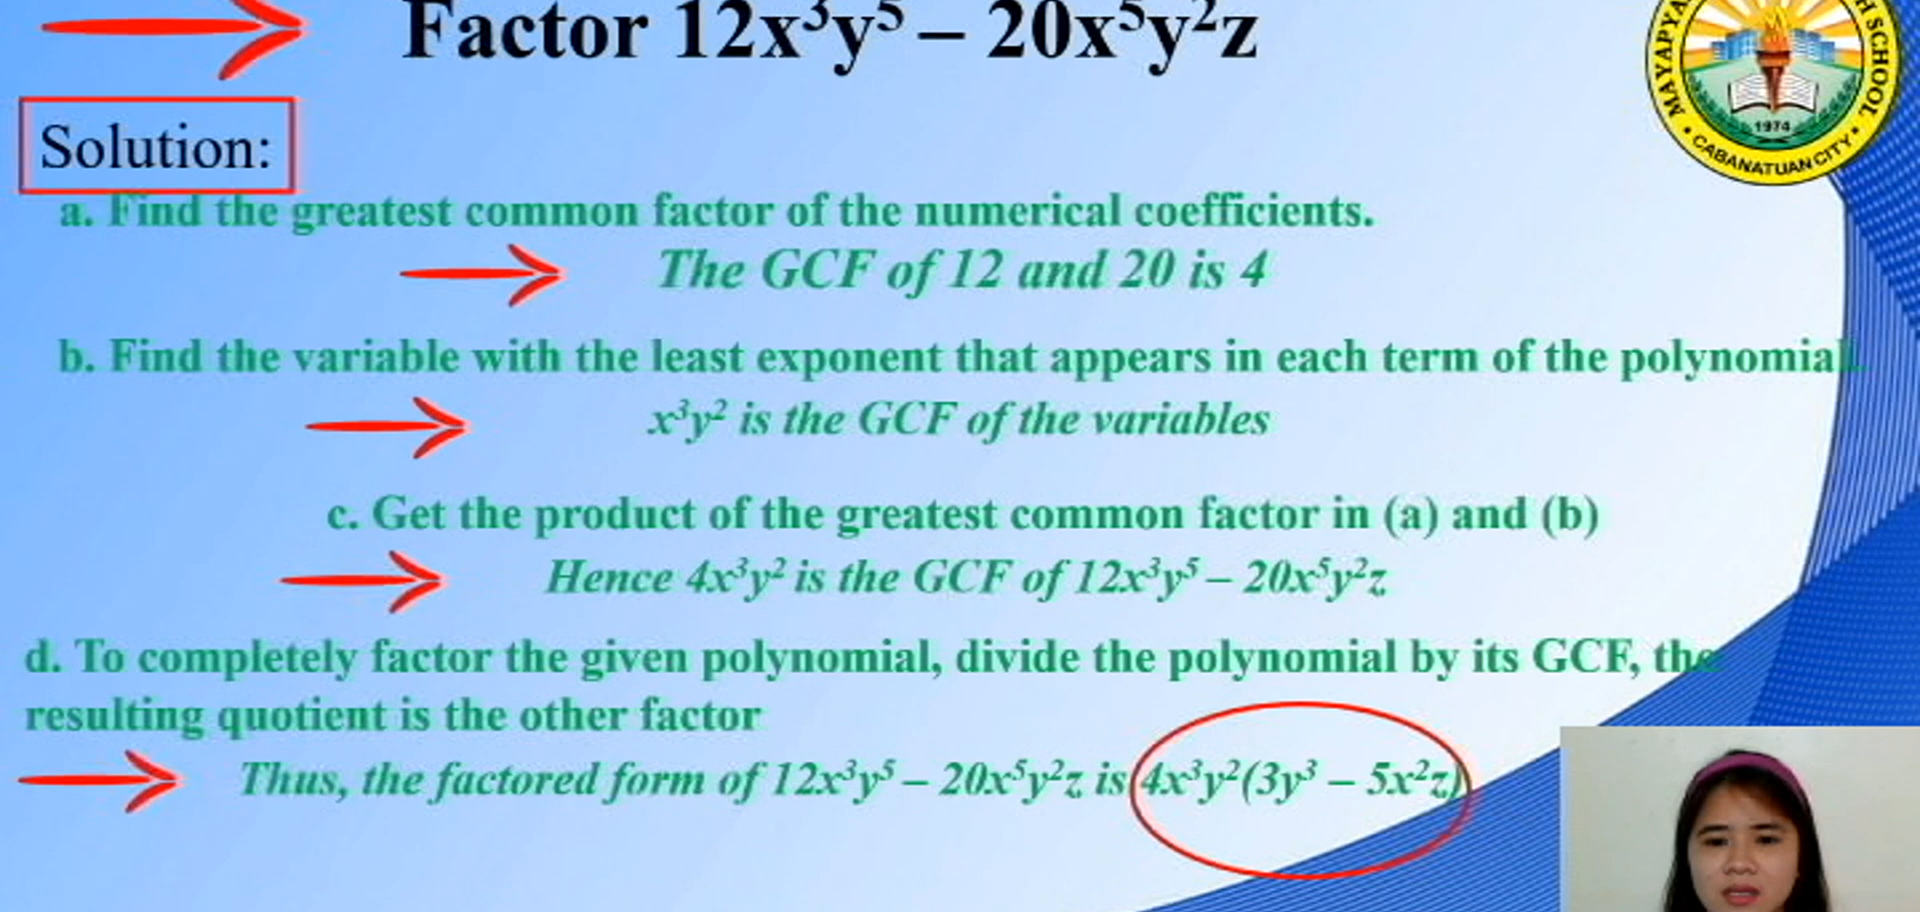 Factor 12x³y⁵ – 20x⁵y²z
Solution:
a. Find the greatest common factor of the numerical coefficients.
The GCF of 12 and 20 is 4
b. Find the variable with the least exponent that appears in each term of the polynomial.
x³y² is the GCF of the variables
c. Get the product of the greatest common factor in (a) and (b)
Hence 4x³y² is the GCF of 12x³y⁵ – 20x⁵y²z
d. To completely factor the given polynomial, divide the polynomial by its GCF, the
resulting quotient is the other factor
Thus, the factored form of 12x³y⁵ – 20x⁵y²z is 4x³y²(3y³ – 5x²z)
SCHOOL
1974
CABANATUAN CITY